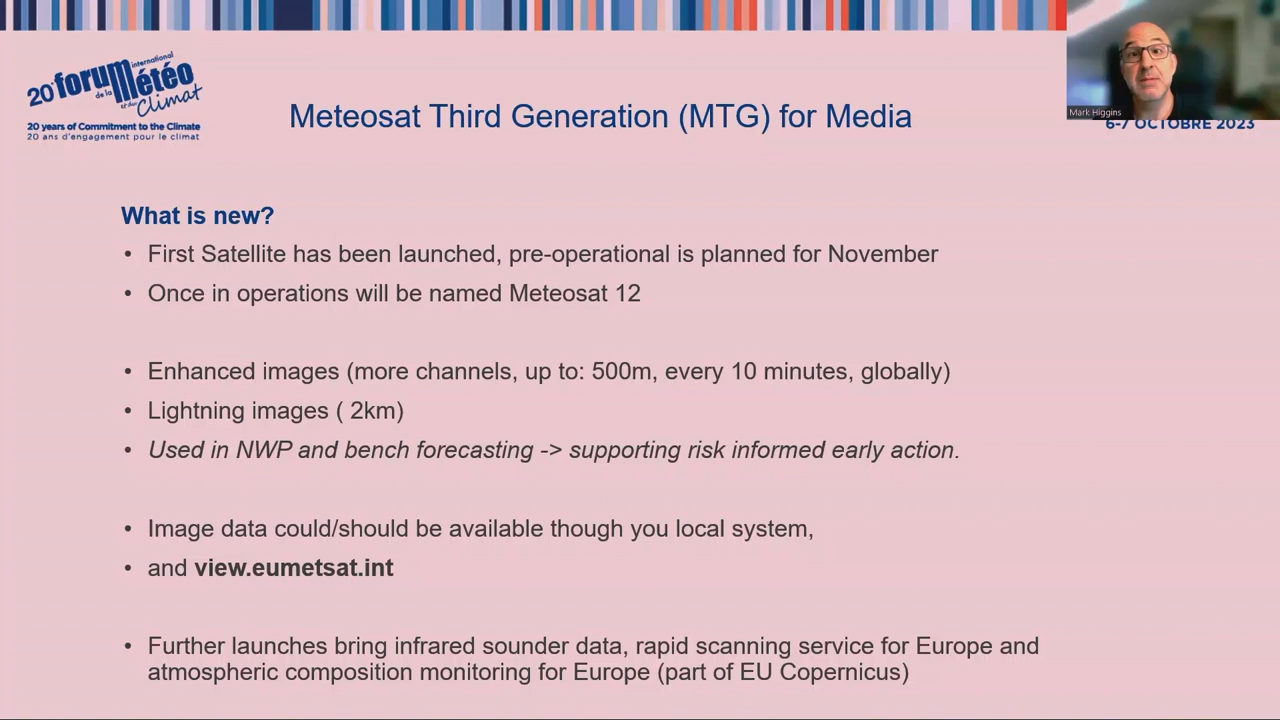 20e forum international de la météo et du Climat
20 years of Commitment to the Climate
20 ans d'engagement pour le climat
Meteosat Third Generation (MTG) for Media
Mark Higgins
6-7 OCTOBRE 2023
What is new?
• First Satellite has been launched, pre-operational is planned for November
• Once in operations will be named Meteosat 12
• Enhanced images (more channels, up to: 500m, every 10 minutes, globally)
• Lightning images ( 2km)
• Used in NWP and bench forecasting -> supporting risk informed early action.
• Image data could/should be available though you local system,
• and view.eumetsat.int
• Further launches bring infrared sounder data, rapid scanning service for Europe and
atmospheric composition monitoring for Europe (part of EU Copernicus)